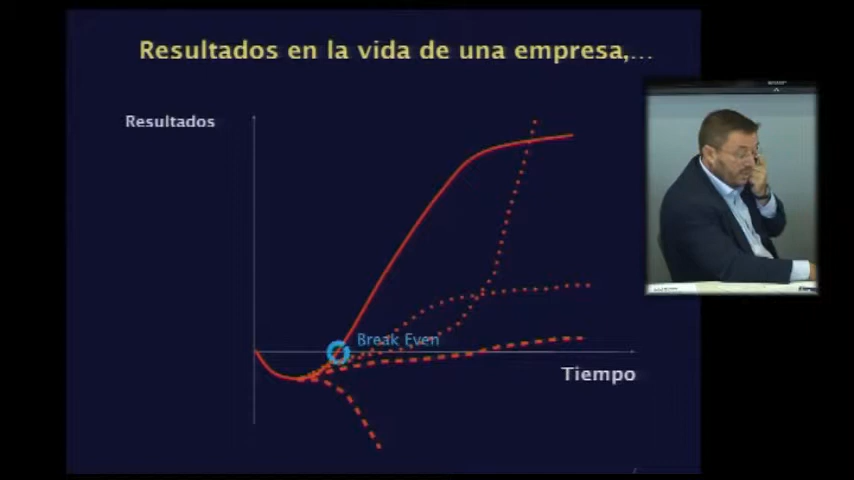 Resultados en la vida de una empresa,...
Resultados
Break Even
Tiempo